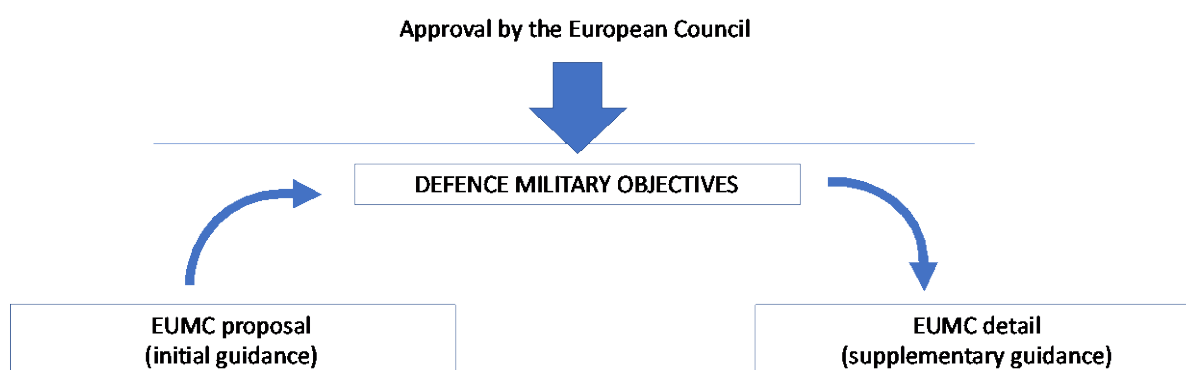 Approval by the European Council
DEFENCE MILITARY OBJECTIVES
EUMC proposal
(initial guidance)
EUMC detail
(supplementary guidance)